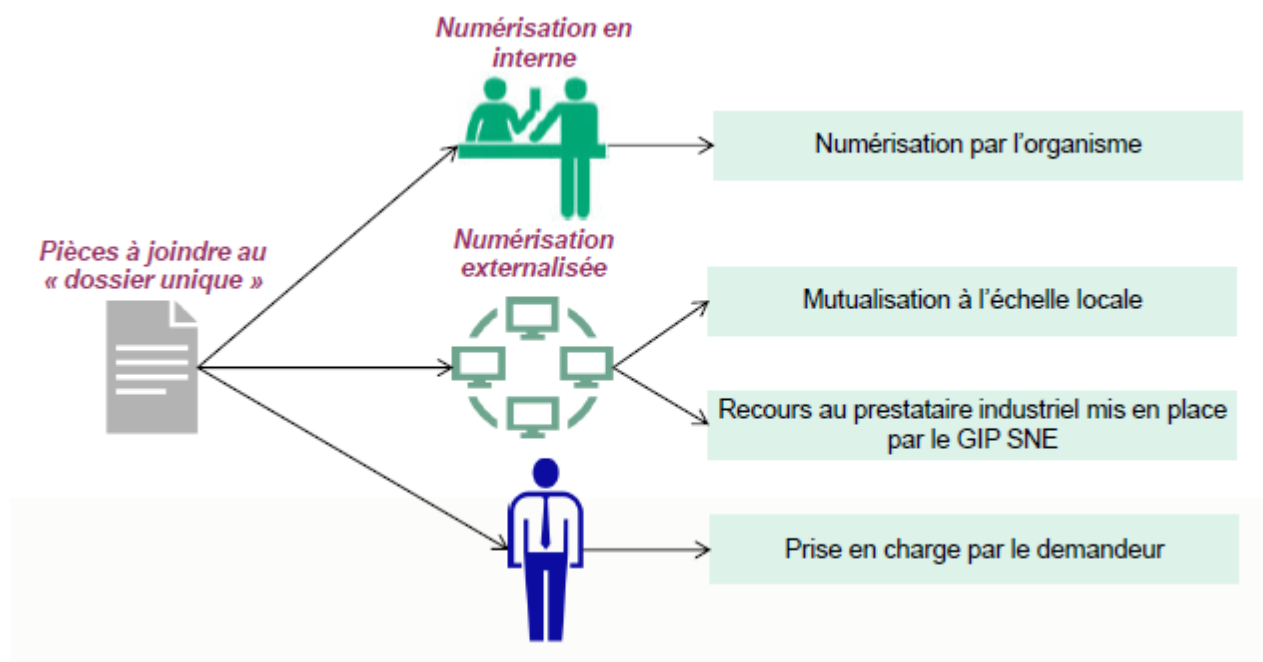 Numérisation en
interne
Numérisation par l'organisme
Pièces à joindre au
« dossier unique »
Numérisation
externalisée
Mutualisation à l'échelle locale
Recours au prestataire industriel mis en place
par le GIP SNE
Prise en charge par le demandeur